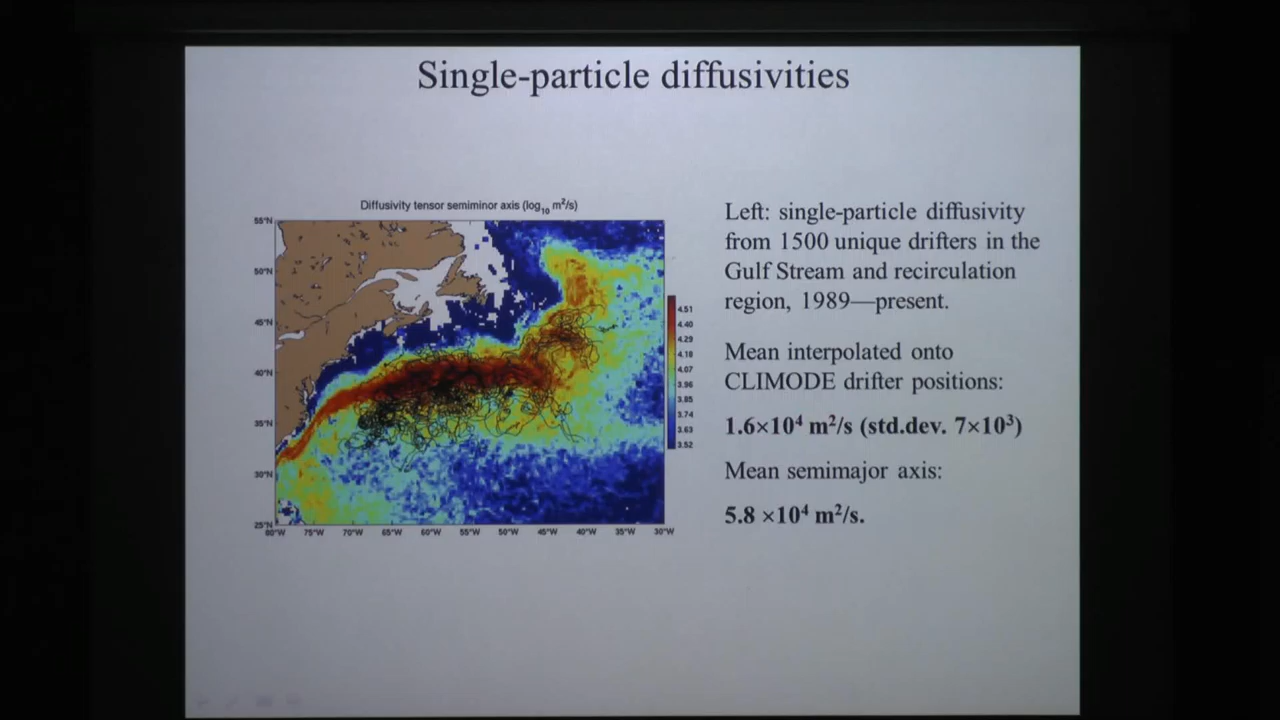 Single-particle diffusivities
Diffusivity tensor semiminor axis (log10 m²/s)
55°N
50°N
45°N
40°N
35°N
30°N
25°N
80°W 75°W 70°W 65°W 60°W 55°W 50°W 45°W 40°W 35°W 30°W
4.51
4.40
4.29
4.18
4.07
3.96
3.85
3.74
3.63
3.52
Left: single-particle diffusivity
from 1500 unique drifters in the
Gulf Stream and recirculation
region, 1989—present.
Mean interpolated onto
CLIMODE drifter positions:
1.6×10⁴ m²/s (std.dev. 7×10³)
Mean semimajor axis:
5.8 ×10⁴ m²/s.